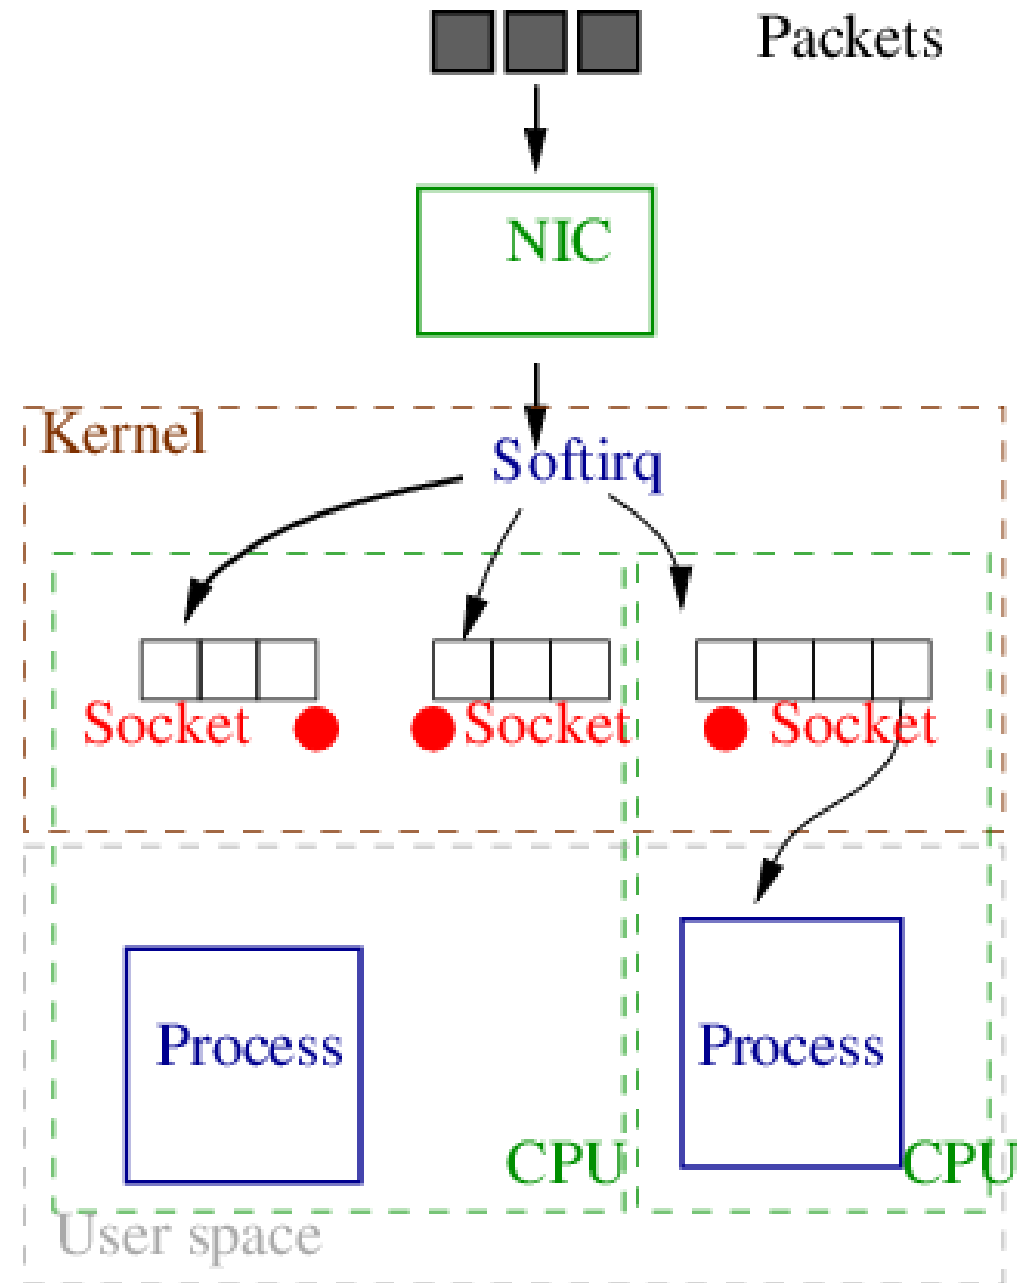 Packets
NIC
Kernel
Softirq
Socket
Socket
Socket
Process
Process
CPU
CPU
User space